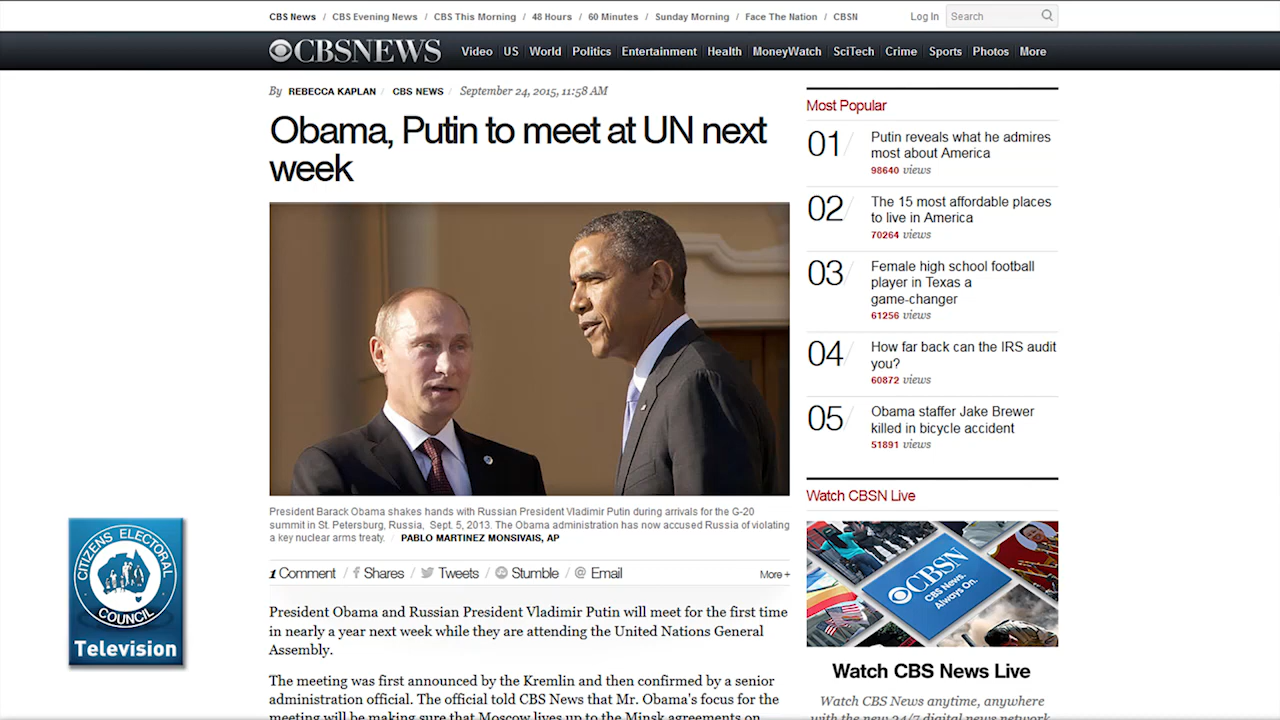 CBS News / CBS Evening News / CBS This Morning / 48 Hours / 60 Minutes / Sunday Morning / Face The Nation / CBSN Log In Search
CBSNEWS Video US World Politics Entertainment Health MoneyWatch SciTech Crime Sports Photos More
By REBECCA KAPLAN / CBS NEWS / September 24, 2015, 11:58 AM
Obama, Putin to meet at UN next
week
President Barack Obama shakes hands with Russian President Vladimir Putin during arrivals for the G-20
summit in St. Petersburg, Russia, Sept. 5, 2013. The Obama administration has now accused Russia of violating
a key nuclear arms treaty. / PABLO MARTINEZ MONSIVAIS, AP
1 Comment / f Shares / Tweets / Stumble / @ Email More +
President Obama and Russian President Vladimir Putin will meet for the first time
in nearly a year next week while they are attending the United Nations General
Assembly.
The meeting was first announced by the Kremlin and then confirmed by a senior
administration official. The official told CBS News that Mr. Obama's focus for the
meeting will be making sure that Moscow lives up to the Minsk agreements on
Most Popular
01 / Putin reveals what he admires
most about America
98640 views
02 / The 15 most affordable places
to live in America
70264 views
03 / Female high school football
player in Texas a
game-changer
61256 views
04 / How far back can the IRS audit
you?
60872 views
05 / Obama staffer Jake Brewer
killed in bicycle accident
51891 views
Watch CBSN Live
CBSN
CBS News.
Always On.
Watch CBS News Live
Watch CBS News anytime, anywhere
with the new 24/7 digital news network
CITIZENS ELECTORAL
COUNCIL
Television